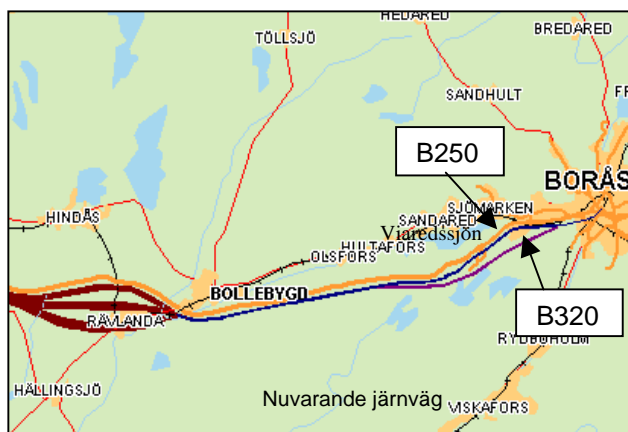 HEDARED
BREDARED
TÖLLSJÖ
SANDHULT
FR
B250
BORÅS
HINDÅS
SJÖMARKEN
SANDARED
Viaredssjön
HULTAFORS
OLSFORS
BOLLEBYGD
B320
RÄVLANDA
RYDBOHOLM
HÄLLINGSJÖ
Nuvarande järnväg
VISKAFORS